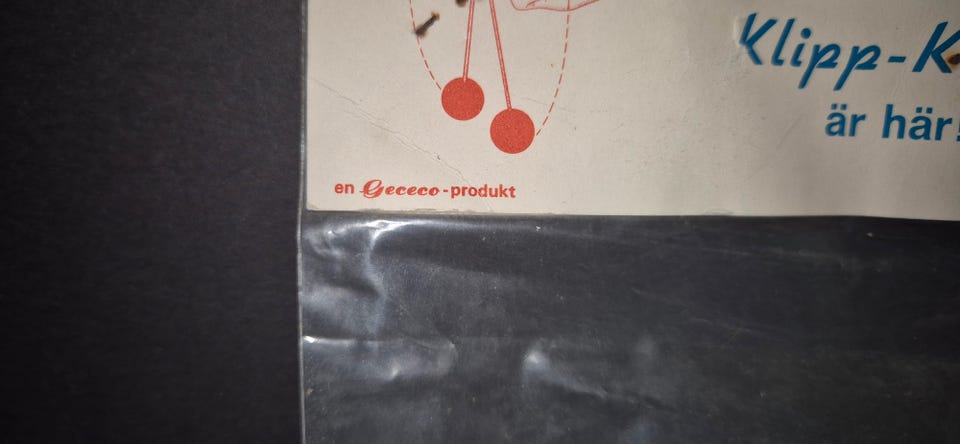 Klipp-K
är här!
en Gececo-produkt